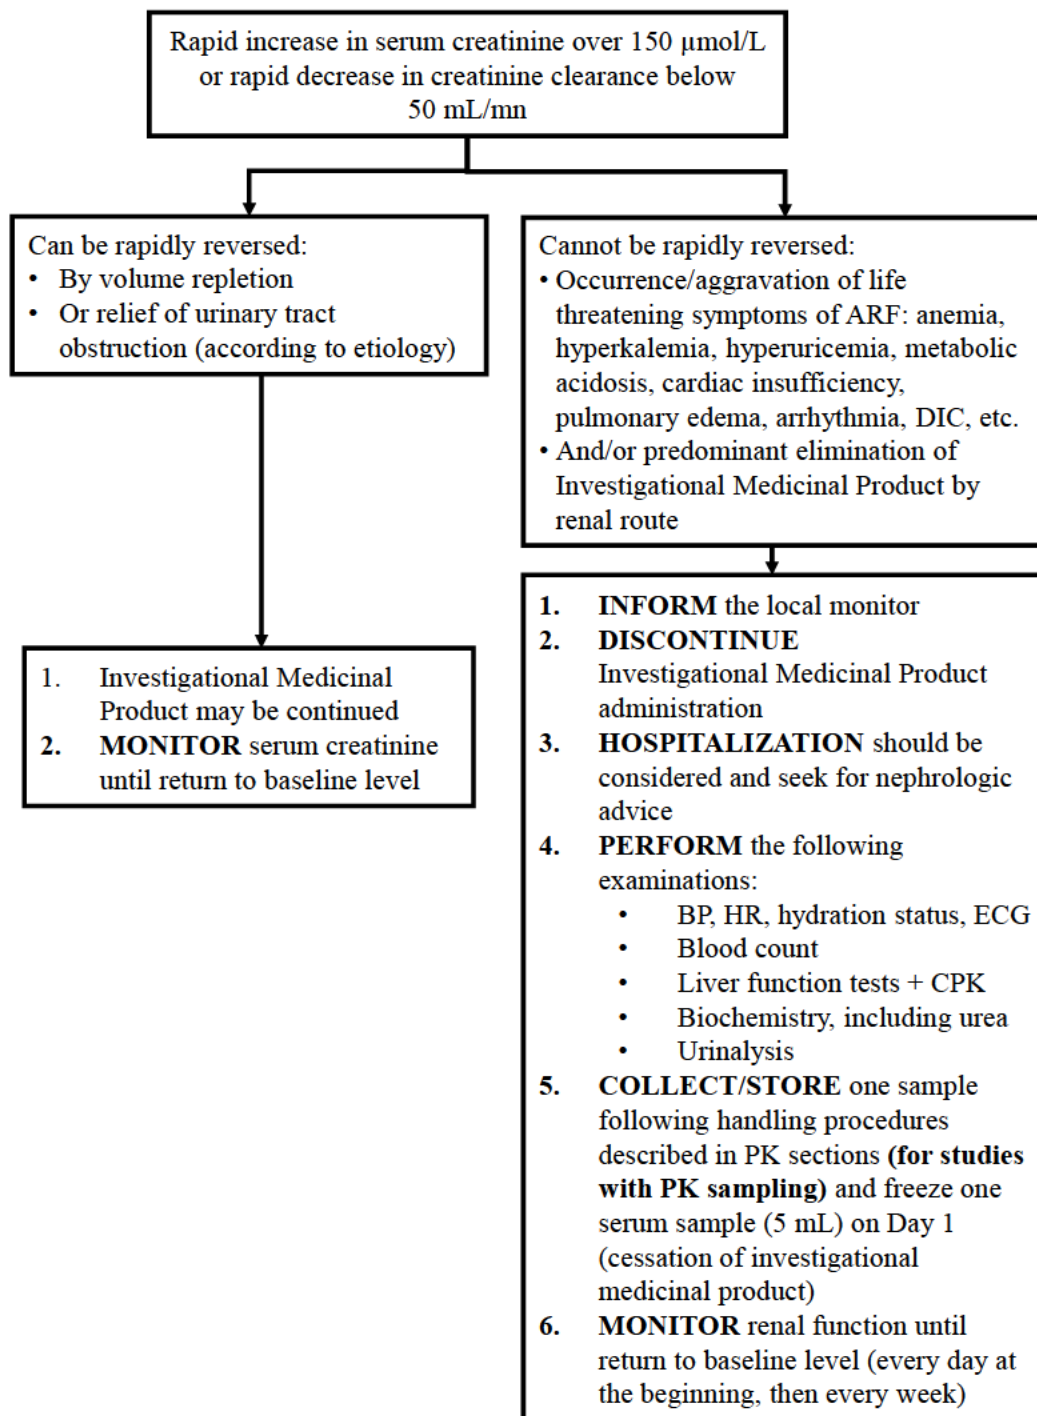 Rapid increase in serum creatinine over 150 µmol/L
or rapid decrease in creatinine clearance below
50 mL/mn
Can be rapidly reversed:
• By volume repletion
• Or relief of urinary tract
obstruction (according to etiology)
Cannot be rapidly reversed:
• Occurrence/aggravation of life
threatening symptoms of ARF: anemia,
hyperkalemia, hyperuricemia, metabolic
acidosis, cardiac insufficiency,
pulmonary edema, arrhythmia, DIC, etc.
• And/or predominant elimination of
Investigational Medicinal Product by
renal route
1. Investigational Medicinal
Product may be continued
2. MONITOR serum creatinine
until return to baseline level
1. INFORM the local monitor
2. DISCONTINUE
Investigational Medicinal Product
administration
3. HOSPITALIZATION should be
considered and seek for nephrologic
advice
4. PERFORM the following
examinations:
• BP, HR, hydration status, ECG
• Blood count
• Liver function tests + CPK
• Biochemistry, including urea
• Urinalysis
5. COLLECT/STORE one sample
following handling procedures
described in PK sections (for studies
with PK sampling) and freeze one
serum sample (5 mL) on Day 1
(cessation of investigational
medicinal product)
6. MONITOR renal function until
return to baseline level (every day at
the beginning, then every week)